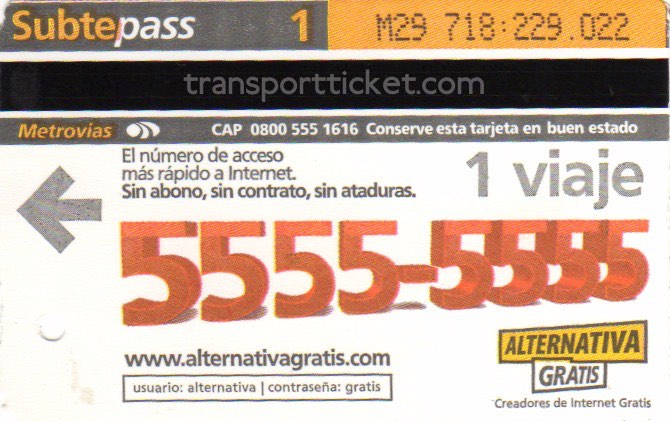 Subtepass 1 M29 718:229.022
transportticket.com
Metrovías CAP 0800 555 1616 Conserve esta tarjeta en buen estado
El número de acceso
más rápido a Internet.
Sin abono, sin contrato, sin ataduras.
1 viaje
5555-5555
www.alternativagratis.com
usuario: alternativa | contraseña: gratis
ALTERNATIVA
GRATIS
Creadores de Internet Gratis